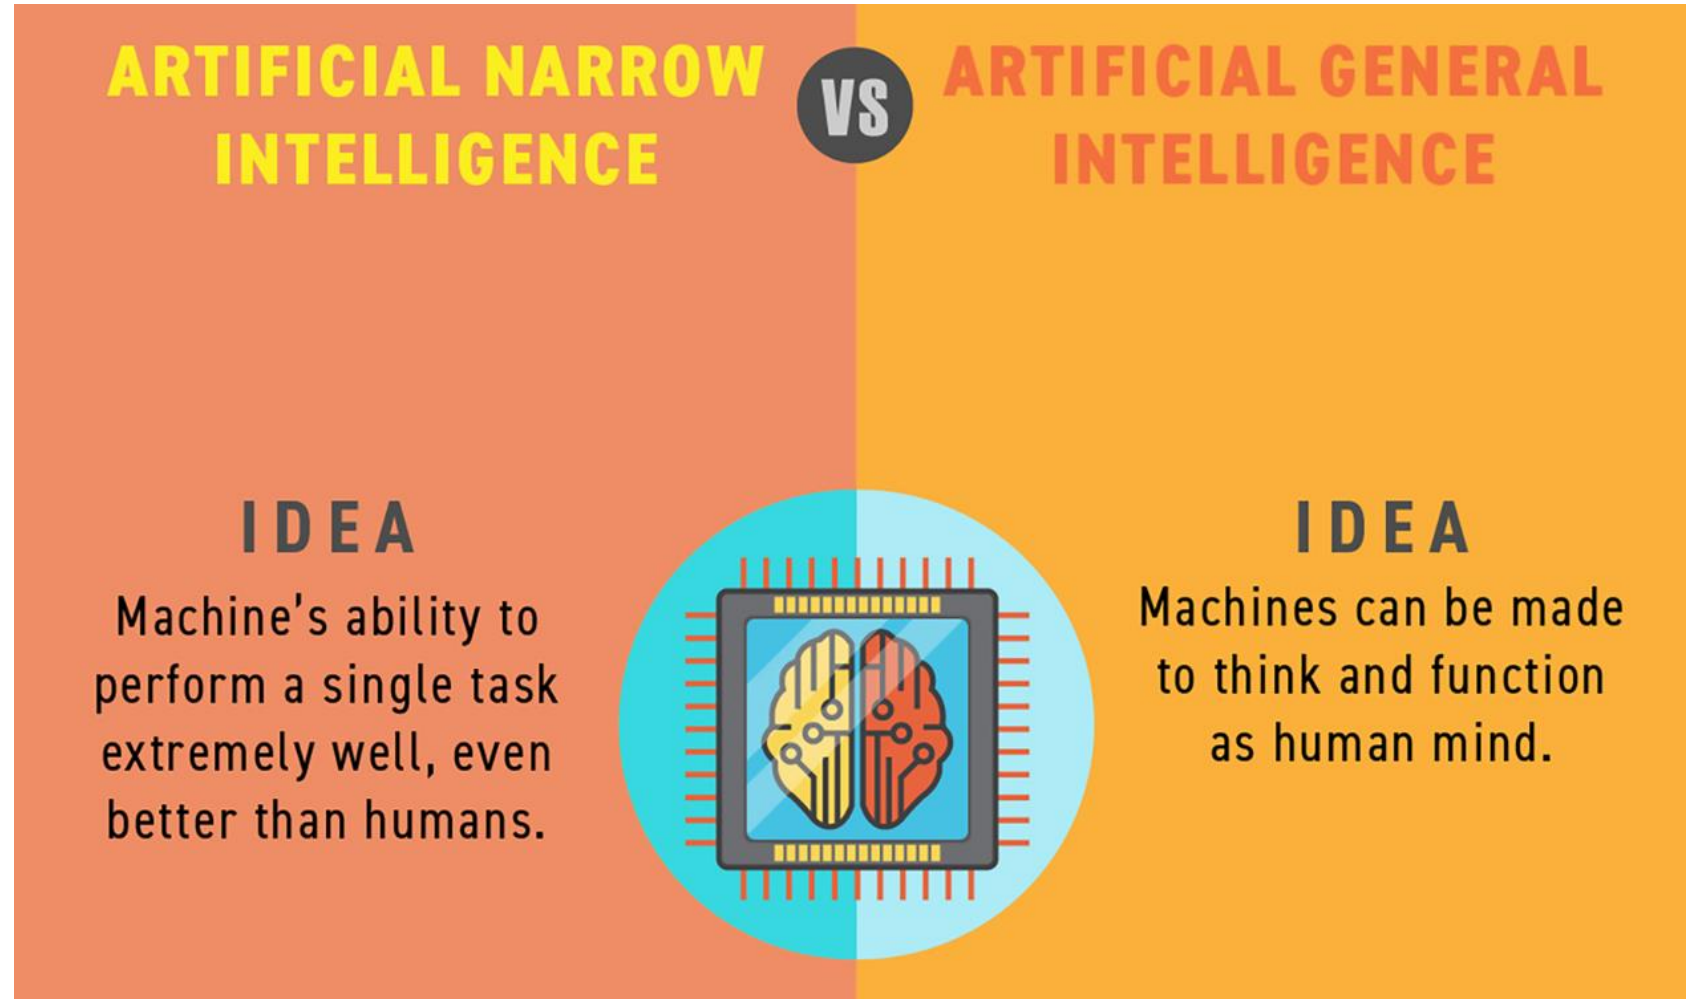 ARTIFICIAL NARROW
INTELLIGENCE
VS
ARTIFICIAL GENERAL
INTELLIGENCE
IDEA
Machine's ability to
perform a single task
extremely well, even
better than humans.
IDEA
Machines can be made
to think and function
as human mind.